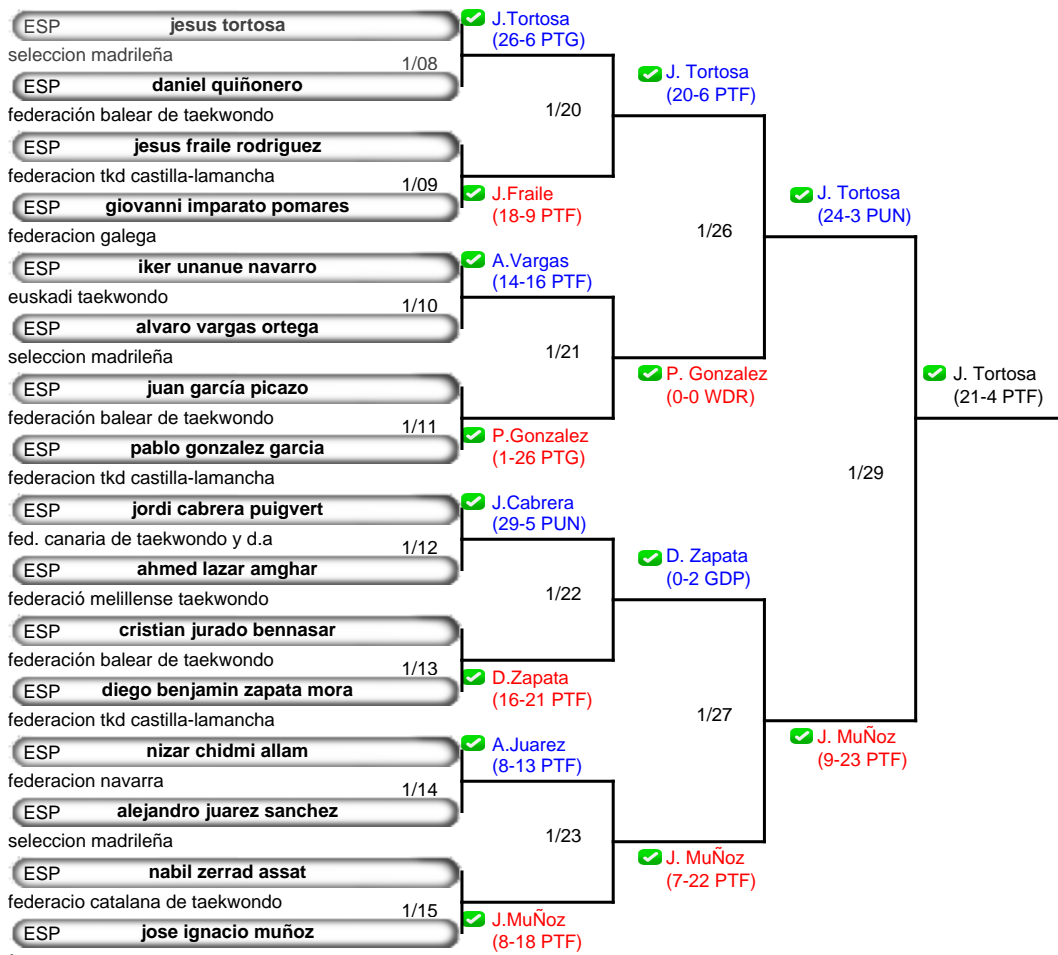 ESP jesus tortosa
seleccion madrileña
1/08
ESP daniel quiñonero
federación balear de taekwondo
ESP jesus fraile rodriguez
federacion tkd castilla-lamancha
1/09
ESP giovanni imparato pomares
federacion galega
ESP iker unanue navarro
euskadi taekwondo
1/10
ESP alvaro vargas ortega
seleccion madrileña
ESP juan garcía picazo
federación balear de taekwondo
1/11
ESP pablo gonzalez garcia
federacion tkd castilla-lamancha
ESP jordi cabrera puigvert
fed. canaria de taekwondo y d.a
1/12
ESP ahmed lazar amghar
federació melillense taekwondo
ESP cristian jurado bennasar
federación balear de taekwondo
1/13
ESP diego benjamin zapata mora
federacion tkd castilla-lamancha
ESP nizar chidmi allam
federacion navarra
1/14
ESP alejandro juarez sanchez
seleccion madrileña
ESP nabil zerrad assat
federacio catalana de taekwondo
1/15
ESP jose ignacio muñoz
J.Tortosa
(26-6 PTG)
1/20
J.Fraile
(18-9 PTF)
A.Vargas
(14-16 PTF)
1/21
P.Gonzalez
(1-26 PTG)
J.Cabrera
(29-5 PUN)
1/22
D.Zapata
(16-21 PTF)
A.Juarez
(8-13 PTF)
1/23
J.MuÑoz
(8-18 PTF)
J. Tortosa
(20-6 PTF)
1/26
P. Gonzalez
(0-0 WDR)
D. Zapata
(0-2 GDP)
1/27
J. MuÑoz
(7-22 PTF)
J. Tortosa
(24-3 PUN)
1/29
J. MuÑoz
(9-23 PTF)
J. Tortosa
(21-4 PTF)